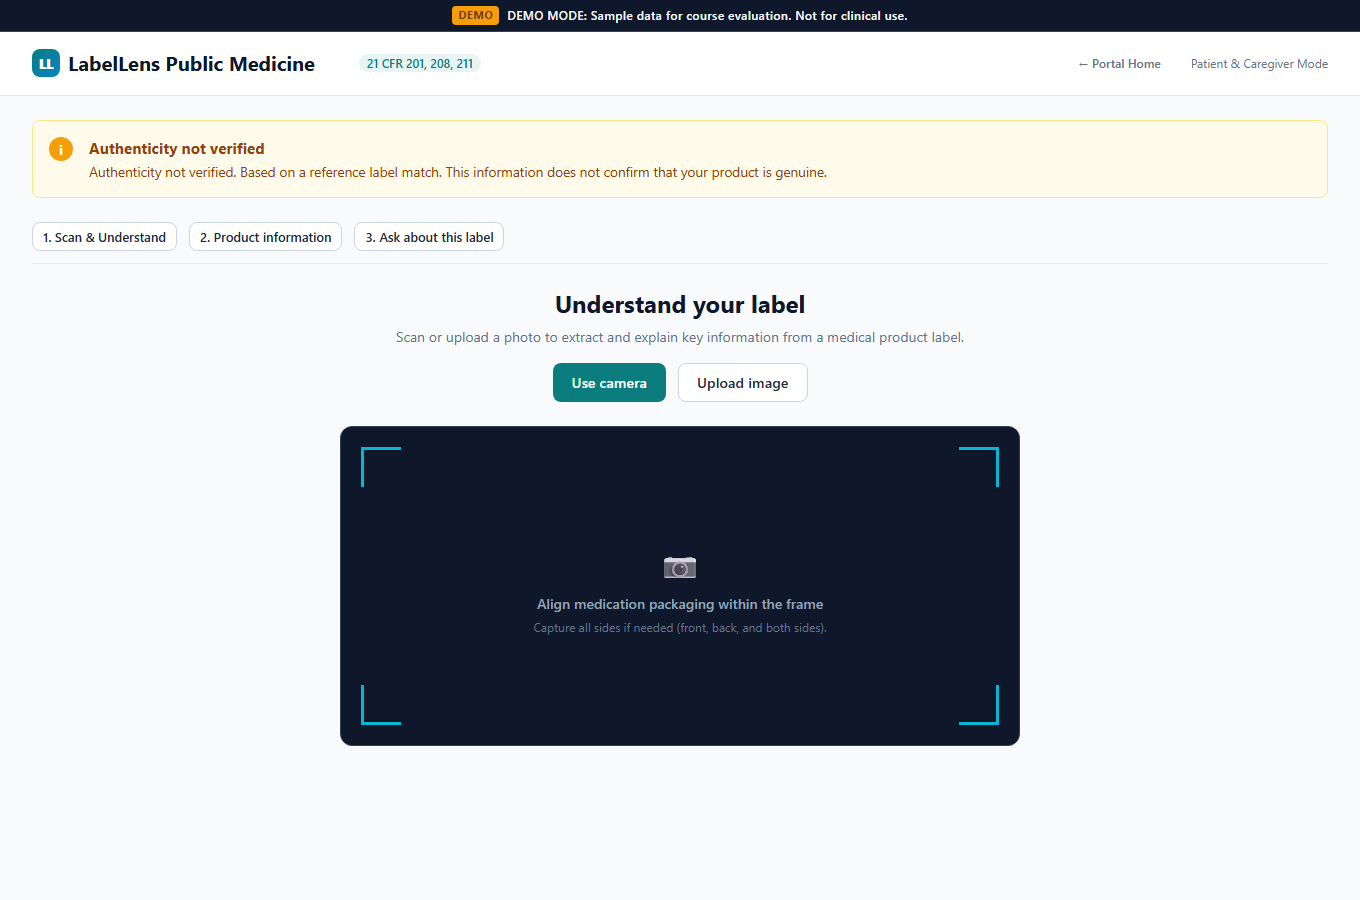 DEMO DEMO MODE: Sample data for course evaluation. Not for clinical use.
LL LabelLens Public Medicine 21 CFR 201, 208, 211 ← Portal Home Patient & Caregiver Mode
i Authenticity not verified
Authenticity not verified. Based on a reference label match. This information does not confirm that your product is genuine.
1. Scan & Understand 2. Product information 3. Ask about this label
Understand your label
Scan or upload a photo to extract and explain key information from a medical product label.
Use camera Upload image
Align medication packaging within the frame
Capture all sides if needed (front, back, and both sides).